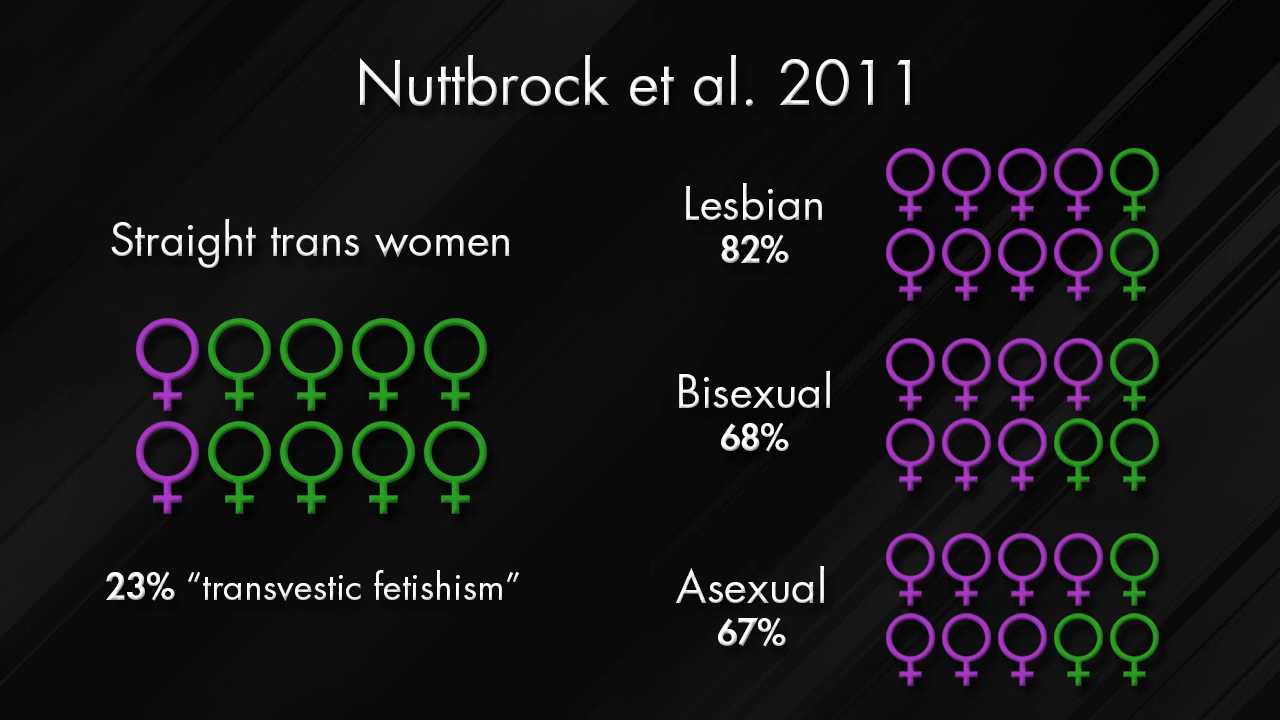 Nuttbrock et al. 2011
Straight trans women
23% “transvestic fetishism”
Lesbian
82%
Bisexual
68%
Asexual
67%